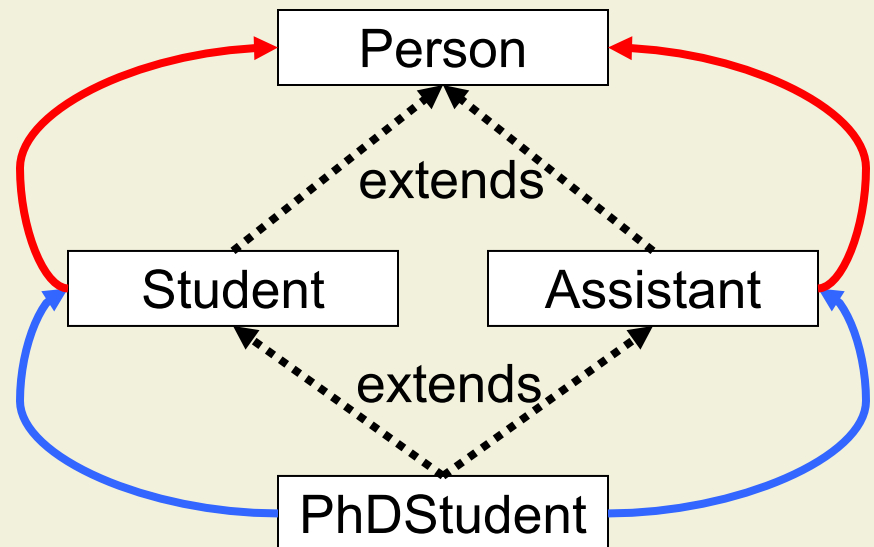 Person
extends
Student
Assistant
extends
PhDStudent